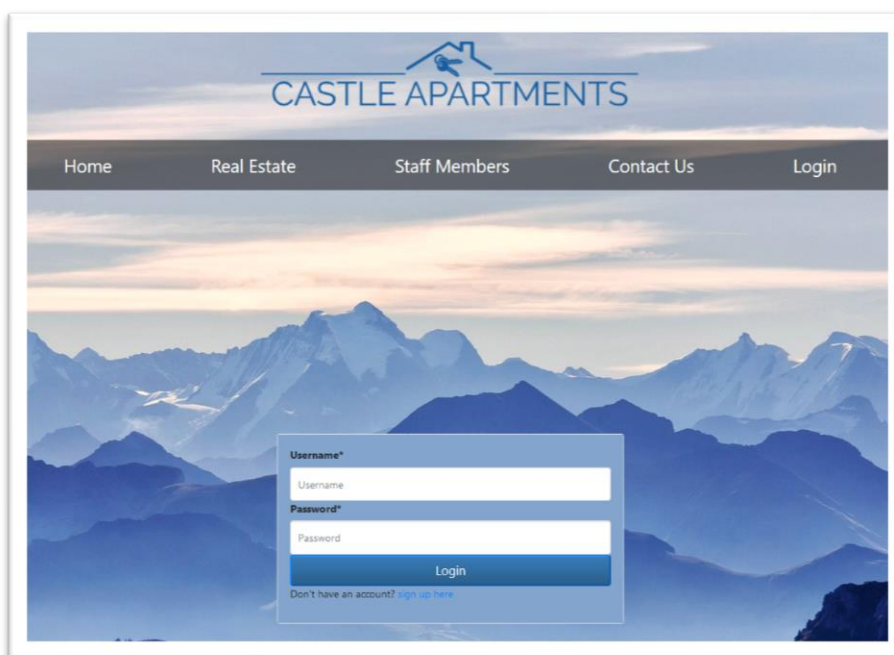 CASTLE APARTMENTS
Home Real Estate Staff Members Contact Us Login
Username*
Username
Password*
Password
Login
Don't have an account? sign up here